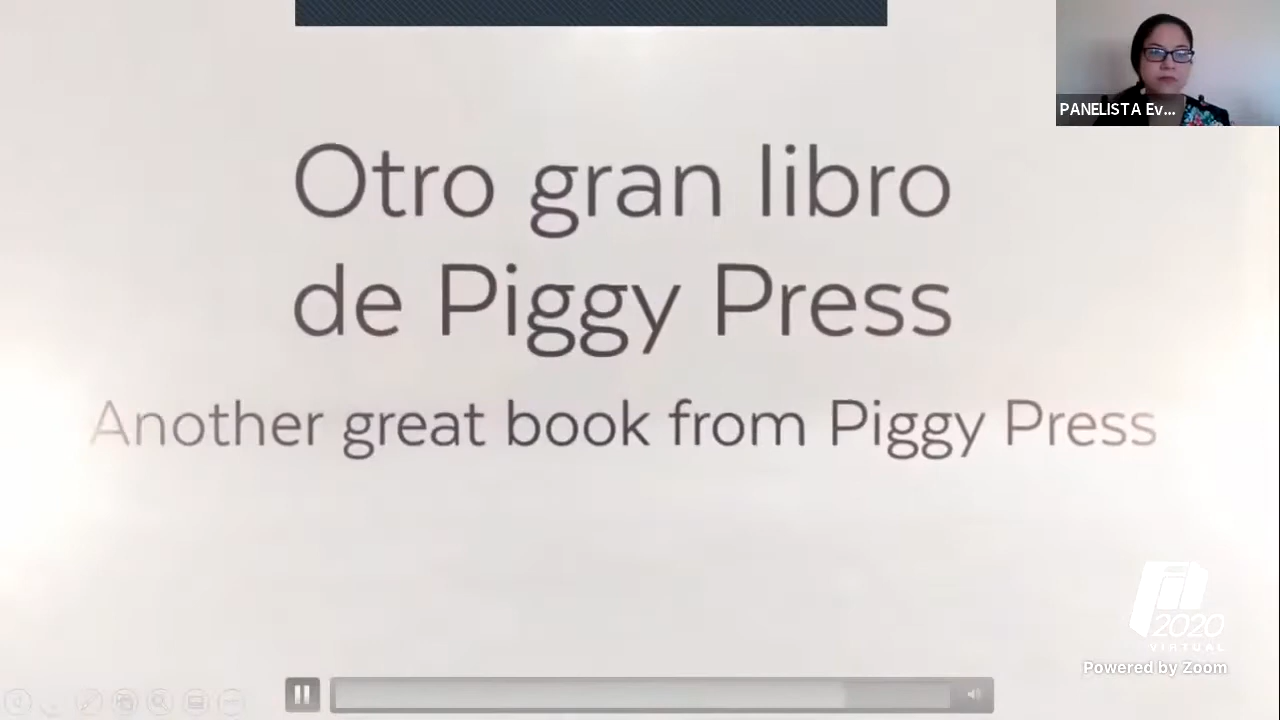 PANELISTA Ev...
Otro gran libro
de Piggy Press
Another great book from Piggy Press
fil
2020
VIRTUAL
Powered by Zoom